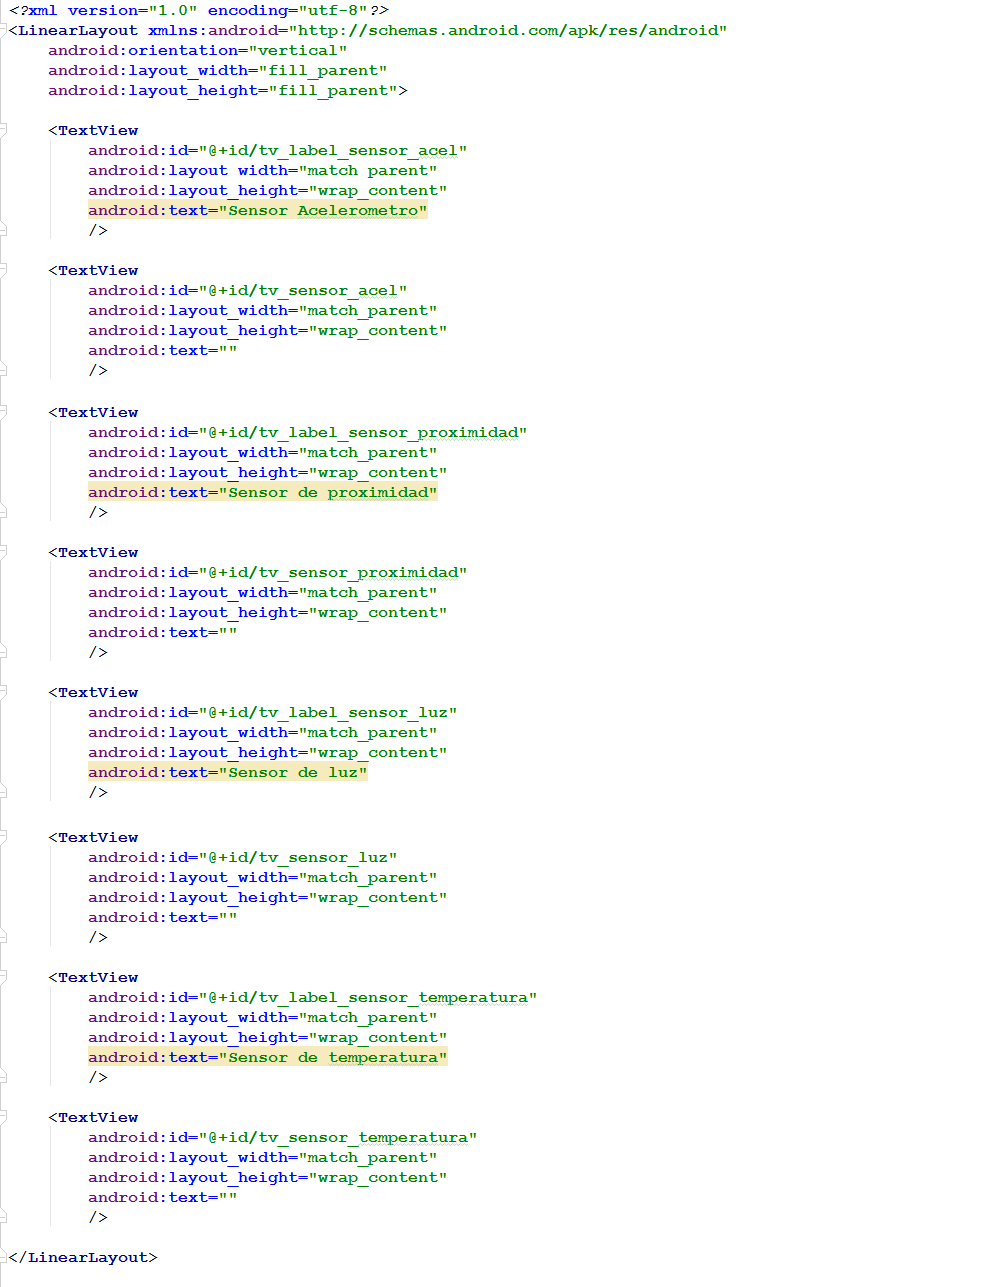 <?xml version="1.0" encoding="utf-8"?>
<LinearLayout xmlns:android="http://schemas.android.com/apk/res/android"
    android:orientation="vertical"
    android:layout_width="fill_parent"
    android:layout_height="fill_parent">

    <TextView
        android:id="@+id/tv_label_sensor_acel"
        android:layout_width="match_parent"
        android:layout_height="wrap_content"
        android:text="Sensor Acelerometro"
        />

    <TextView
        android:id="@+id/tv_sensor_acel"
        android:layout_width="match_parent"
        android:layout_height="wrap_content"
        android:text=""
        />

    <TextView
        android:id="@+id/tv_label_sensor_proximidad"
        android:layout_width="match_parent"
        android:layout_height="wrap_content"
        android:text="Sensor de proximidad"
        />

    <TextView
        android:id="@+id/tv_sensor_proximidad"
        android:layout_width="match_parent"
        android:layout_height="wrap_content"
        android:text=""
        />

    <TextView
        android:id="@+id/tv_label_sensor_luz"
        android:layout_width="match_parent"
        android:layout_height="wrap_content"
        android:text="Sensor de luz"
        />

    <TextView
        android:id="@+id/tv_sensor_luz"
        android:layout_width="match_parent"
        android:layout_height="wrap_content"
        android:text=""
        />

    <TextView
        android:id="@+id/tv_label_sensor_temperatura"
        android:layout_width="match_parent"
        android:layout_height="wrap_content"
        android:text="Sensor de temperatura"
        />

    <TextView
        android:id="@+id/tv_sensor_temperatura"
        android:layout_width="match_parent"
        android:layout_height="wrap_content"
        android:text=""
        />

</LinearLayout>